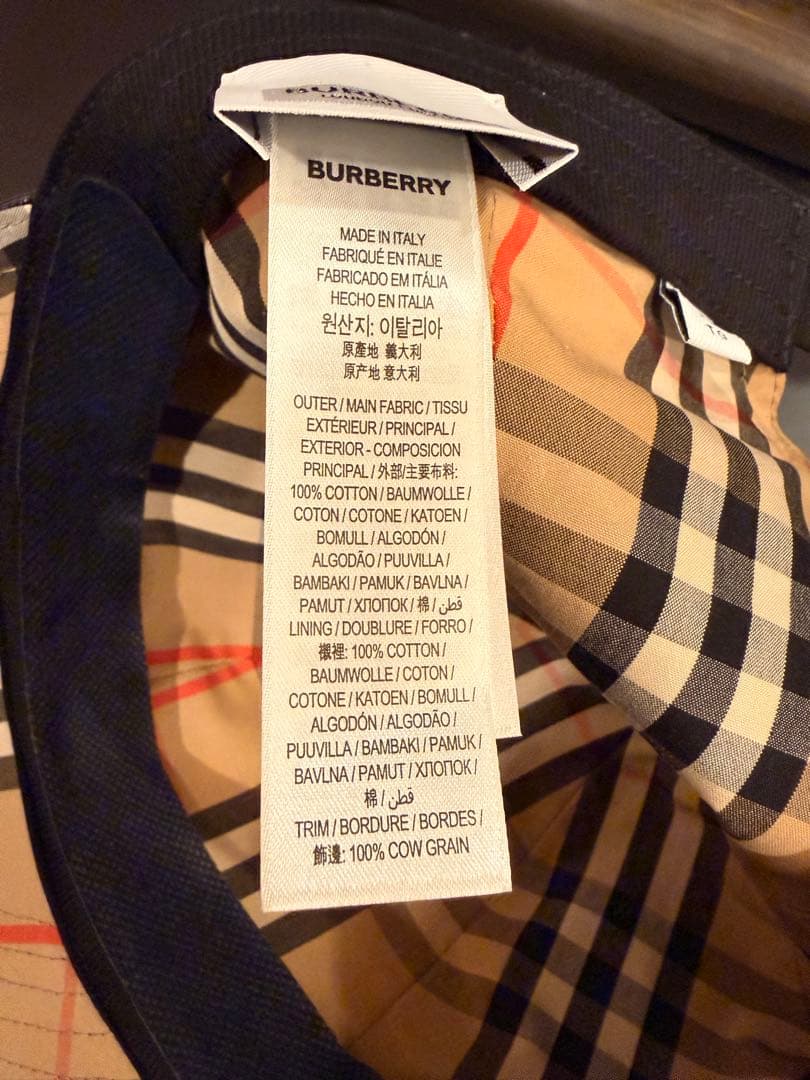 BURBERRY
MADE IN ITALY
FABRIQUÉ EN ITALIE
FABRICADO EM ITÁLIA
HECHO EN ITALIA
원산지: 이탈리아
原產地 義大利
原产地 意大利
OUTER / MAIN FABRIC / TISSU
EXTÉRIEUR / PRINCIPAL /
EXTERIOR - COMPOSICION
PRINCIPAL / 外部/主要布料:
100% COTTON / BAUMWOLLE /
COTON / COTONE / KATOEN /
BOMULL / ALGODÓN /
ALGODÃO / PUUVILLA /
BAMBAKI / PAMUK / BAVLNA /
PAMUT / ХЛОПОК / 棉 / قطن
LINING / DOUBLURE / FORRO /
襯裡: 100% COTTON /
BAUMWOLLE / COTON /
COTONE / KATOEN / BOMULL /
ALGODÓN / ALGODÃO /
PUUVILLA / BAMBAKI / PAMUK /
BAVLNA / PAMUT / ХЛОПОК /
棉 / قطن
TRIM / BORDURE / BORDES /
飾邊: 100% COW GRAIN